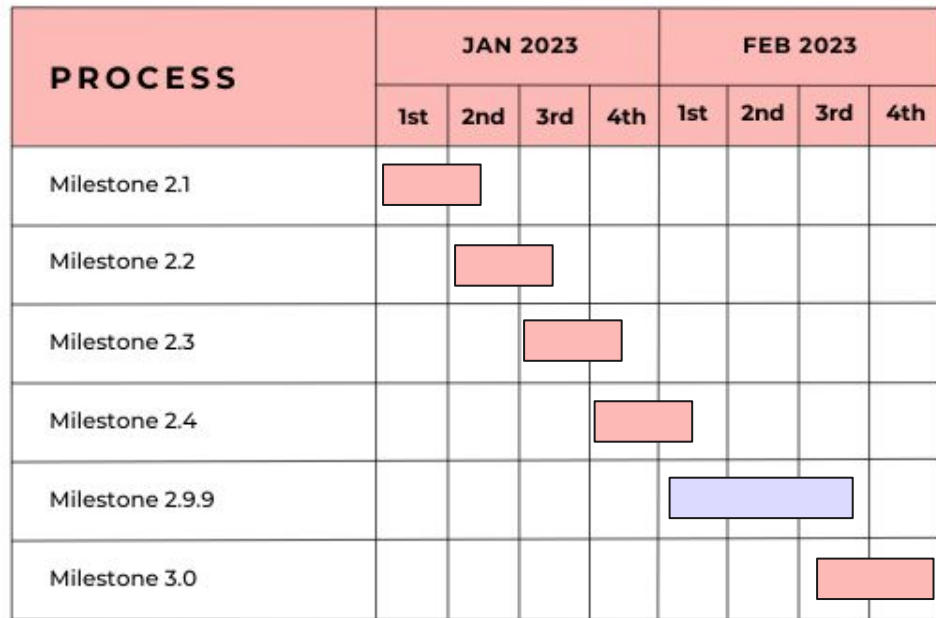 PROCESS
JAN 2023
FEB 2023
1st 2nd 3rd 4th 1st 2nd 3rd 4th
Milestone 2.1
Milestone 2.2
Milestone 2.3
Milestone 2.4
Milestone 2.9.9
Milestone 3.0